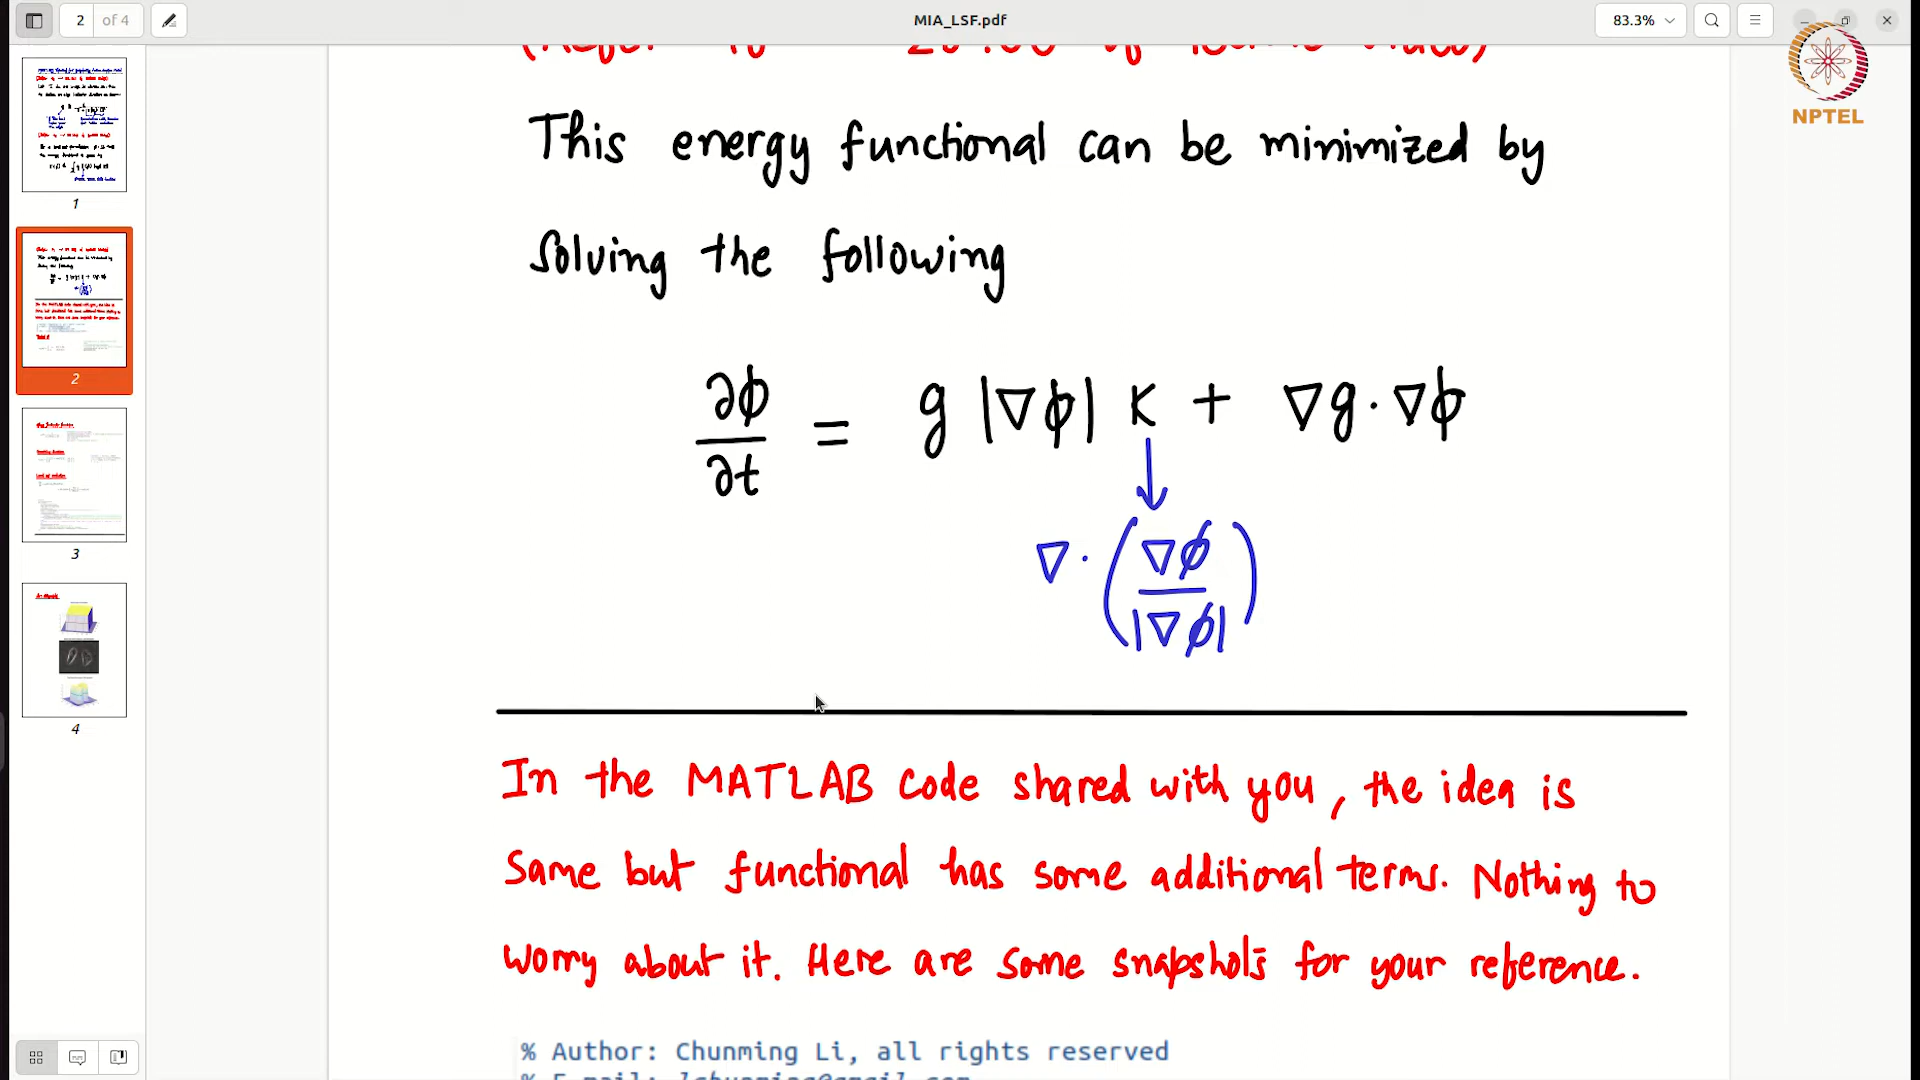 2 of 4
MIA_LSF.pdf
83.3%
NPTEL
This energy functional can be minimized by
solving the following
∂ϕ/∂t = g |∇ϕ| K + ∇g · ∇ϕ
∇ · (∇ϕ/|∇ϕ|)
In the MATLAB code shared with you, the idea is
same but functional has some additional terms. Nothing to
worry about it. Here are some snapshots for your reference.
% Author: Chunming Li, all rights reserved
1
2
3
4